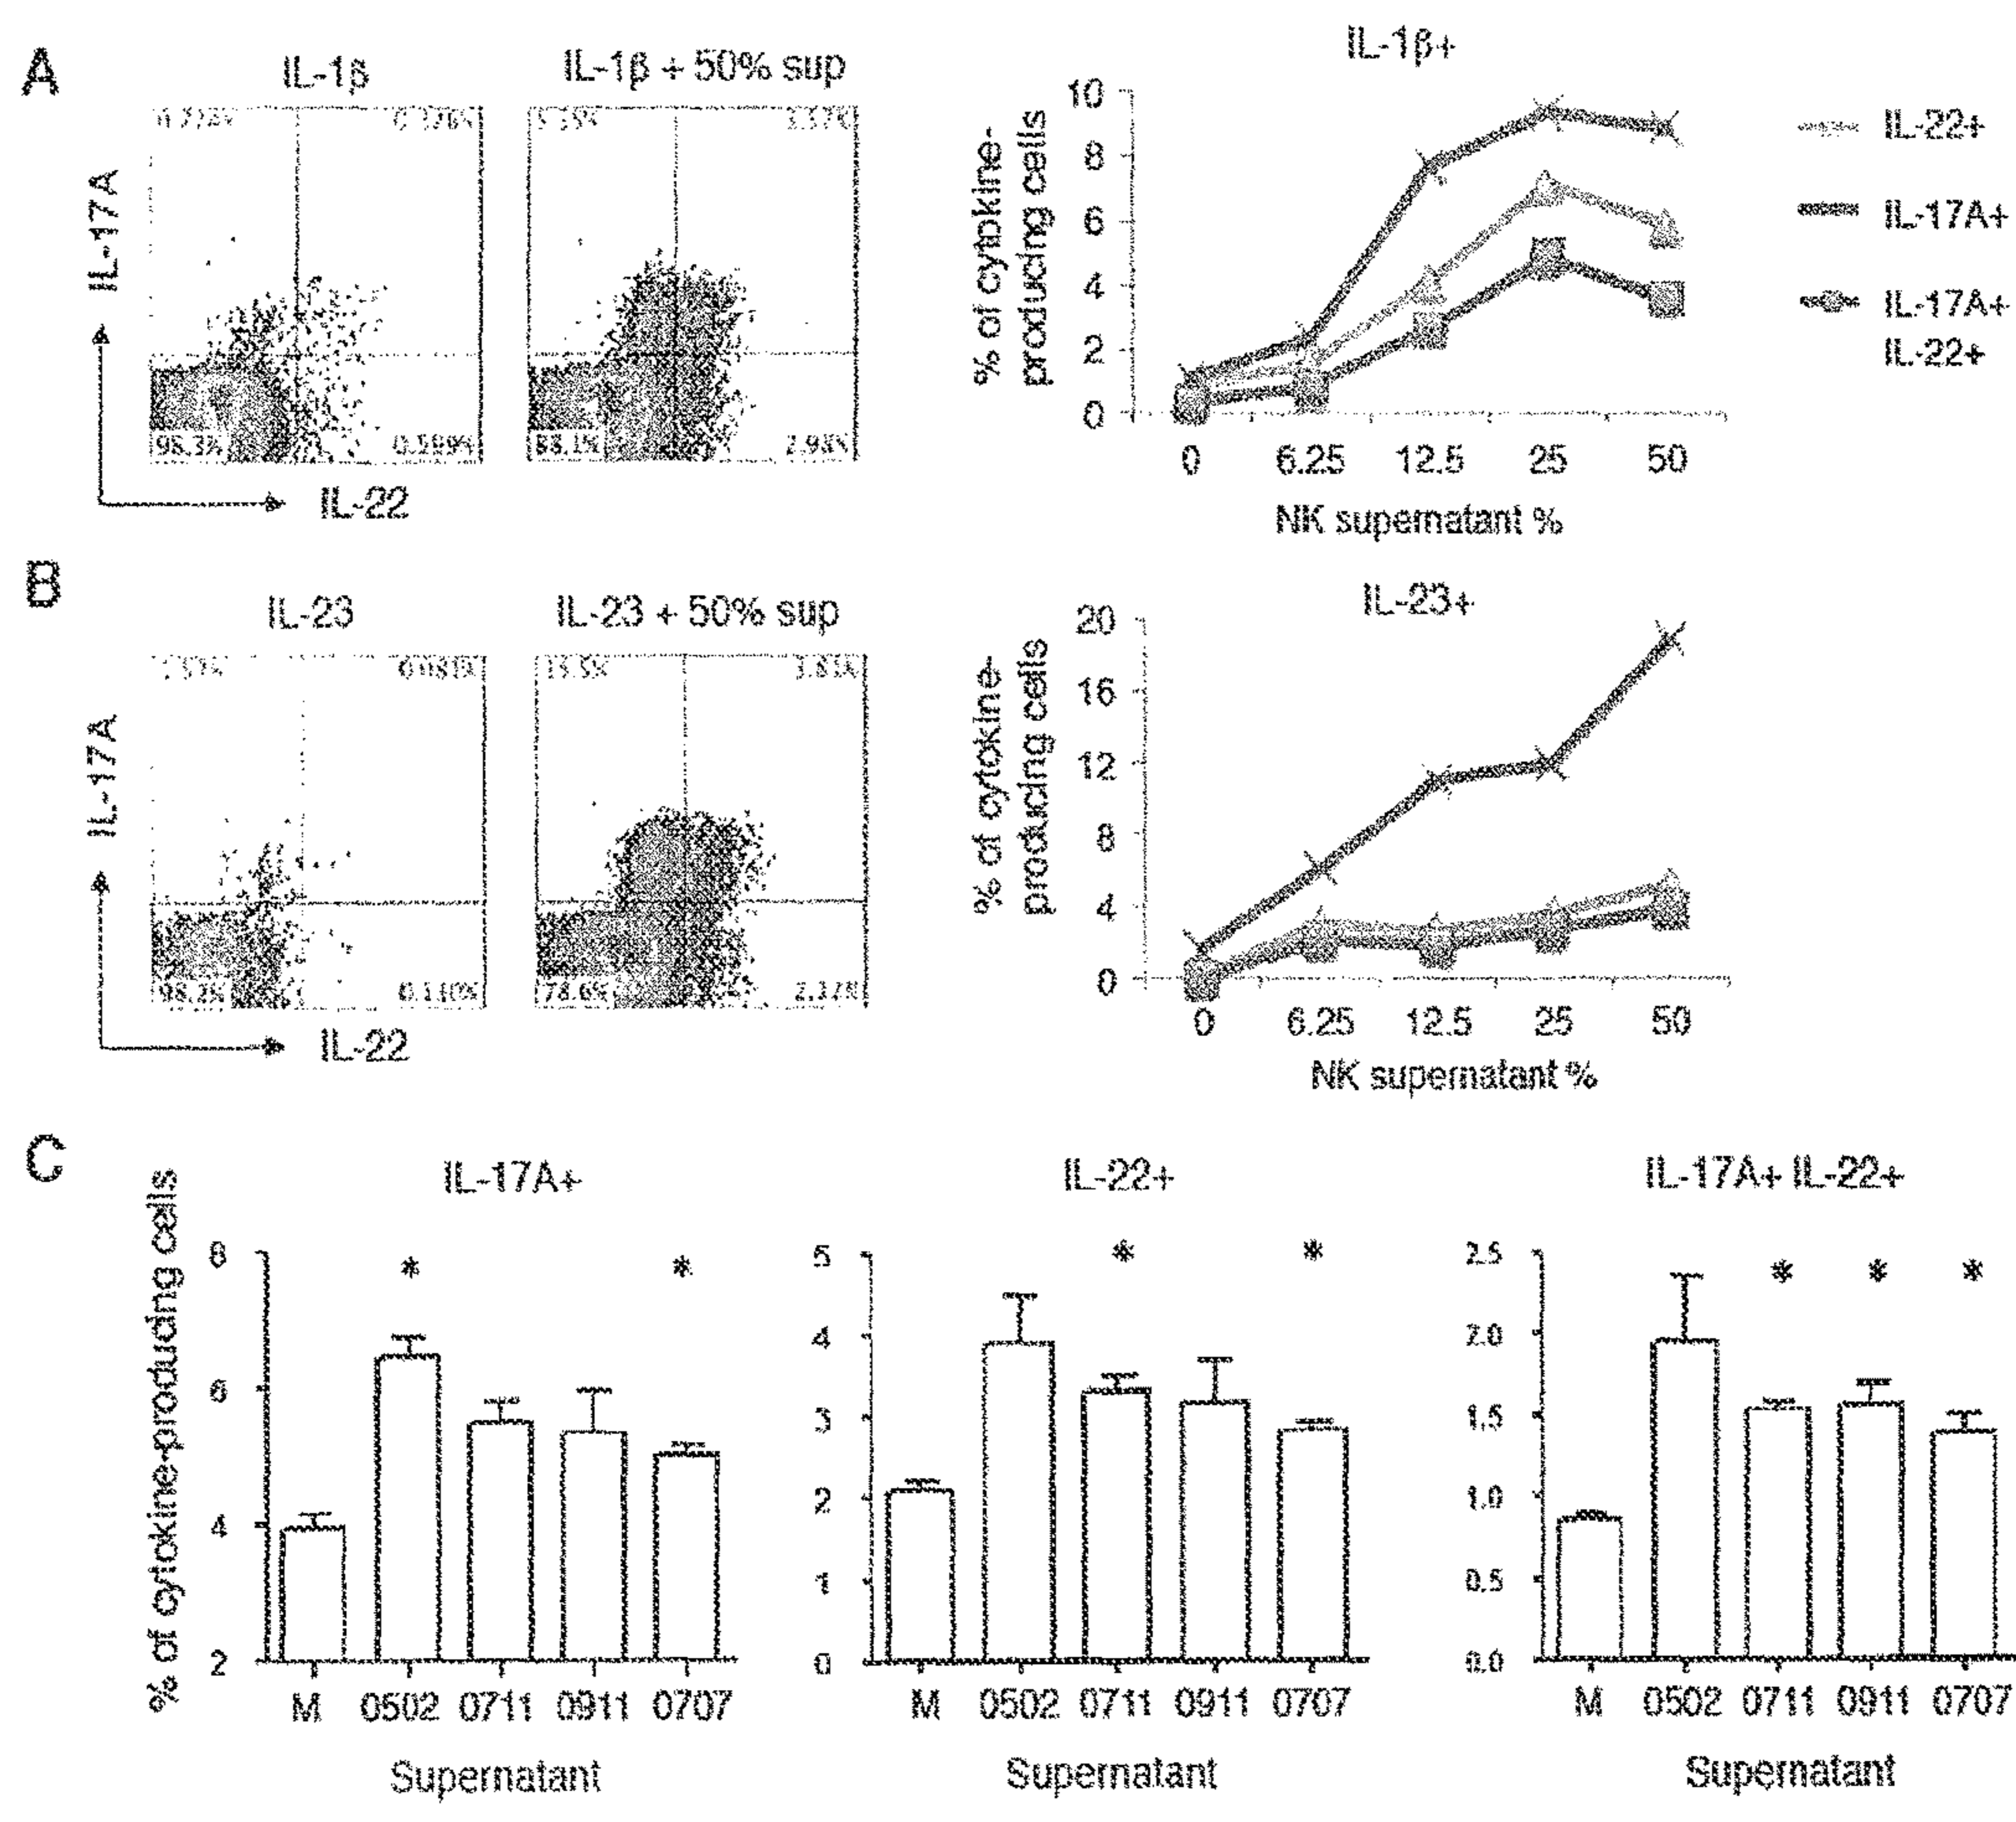 A
IL-1β
IL-1β + 50% sup
IL-17A
95.3%
0.599%
88.1%
2.98%
IL-22
IL-1β+
% of cytokine-
producing cells
10
8
6
4
2
0
0 6.25 12.5 25 50
NK supernatant %
IL-22+
IL-17A+
IL-17A+
IL-22+
B
IL-23
IL-23 + 50% sup
IL-17A
3.81%
98.2%
0.110%
78.6%
IL-22
IL-23+
% of cytokine-
producing cells
20
16
12
8
4
0
0 6.25 12.5 25 50
NK supernatant %
C
% of cytokine-producing cells
IL-17A+
8
6
4
2
* *
M 0502 0711 0911 0707
Supernatant
IL-22+
5
4
3
2
1
0
* *
M 0502 0711 0911 0707
Supernatant
IL-17A+ IL-22+
2.5
2.0
1.5
1.0
0.5
0.0
* * *
M 0502 0711 0911 0707
Supernatant